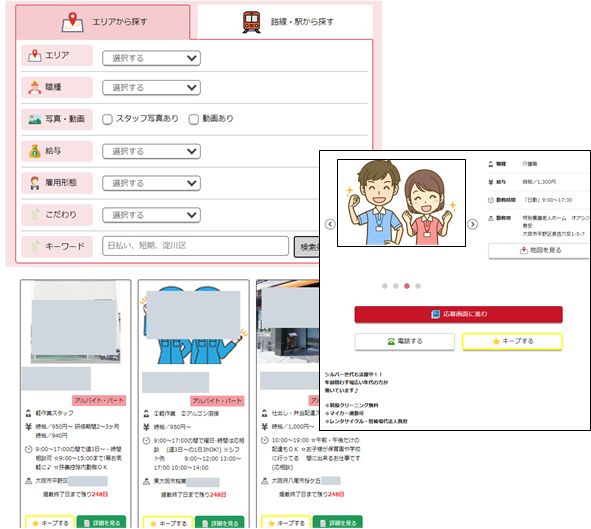 エリアから探す
路線・駅から探す
エリア
選択する
職種
選択する
写真・動画
スタッフ写真あり
動画あり
給与
選択する
雇用形態
選択する
こだわり
選択する
キーワード
日払い、短期、淀川区
検索条
アルバイト・パート
軽作業スタッフ
時給／950円～ 研修期間2～3ヶ月
時給／940円
9:00～17:00の間で週3日～・時間
相談可 ☆9:00～15:00まで!等お気
軽に♪ ☆扶養控除内勤務ＯＫ
大阪市平野区
掲載終了日まで残り248日
キープする
詳細を見る
アルバイト・パート
①軽作業　②アルゴン溶接
時給／950円～
9:00～17:00の間で曜日・時間は応相
談　(週3日～の1日3hOK!) ※シフ
ト例　　9:00～12:00 13:00～
17:00 10:00～14:00
東大阪市稲葉
掲載終了日まで残り248日
キープする
詳細を見る
アルバイト・パート
仕出し・弁当配達ス
時給／1,000円～
10:00～19:00 ☆午前・午後だけの
配達もＯＫ ☆お子様が保育園や学校
に行ってる　間に出来るお仕事です
(応相談)
大阪府八尾市桜ケ丘
掲載終了日まで残り248日
キープする
詳細を見る
職種
介護職
給与
時給／1,300円
勤務時間
「日勤」9:00～17:30
勤務地
特別養護老人ホーム　オアシス
大阪市平野区長吉六反1-5-7
地図を見る
応募画面に進む
電話する
キープする
シルバー世代も活躍中！！
年齢問わず幅広い年代の方が
働いています♪
☆制服クリーニング無料
☆マイカー通勤可
☆レンタサイクル・駐輪場代法人負担